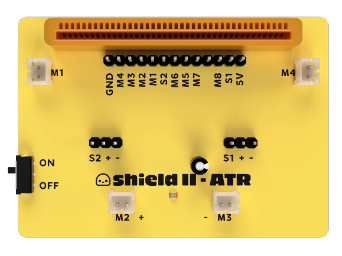 M1
M4
GND M4 M3 M2 M1 S2 M6 M5 M7 M8 S1 5V
S2 + -
S1 + -
ON
OFF
shield II - ATR
M2 +
- M3